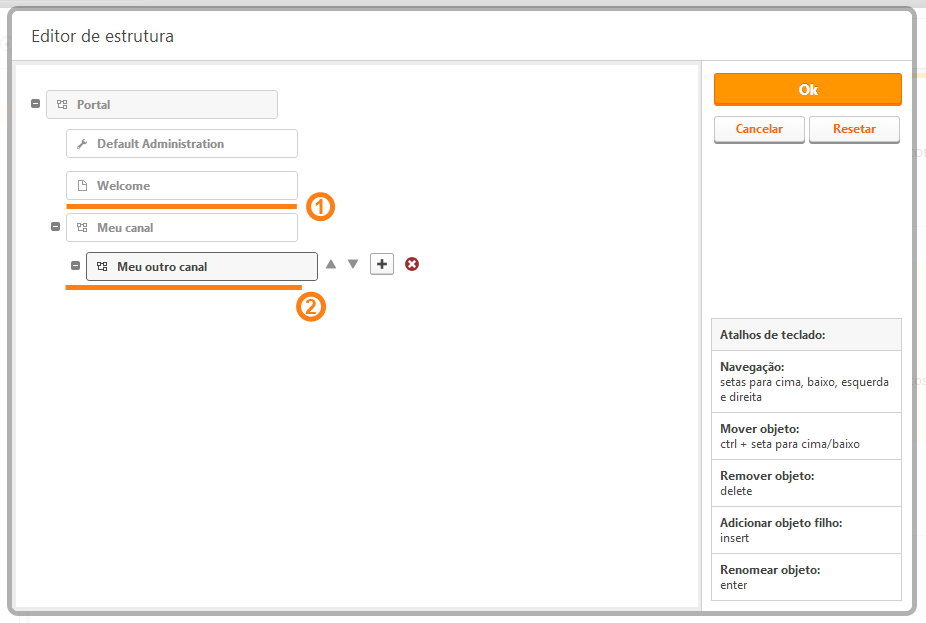 Editor de estrutura
Portal
Default Administration
Welcome
1
Meu canal
Meu outro canal
2
Ok
Cancelar
Resetar
Atalhos de teclado:
Navegação:
setas para cima, baixo, esquerda
e direita
Mover objeto:
ctrl + seta para cima/baixo
Remover objeto:
delete
Adicionar objeto filho:
insert
Renomear objeto:
enter